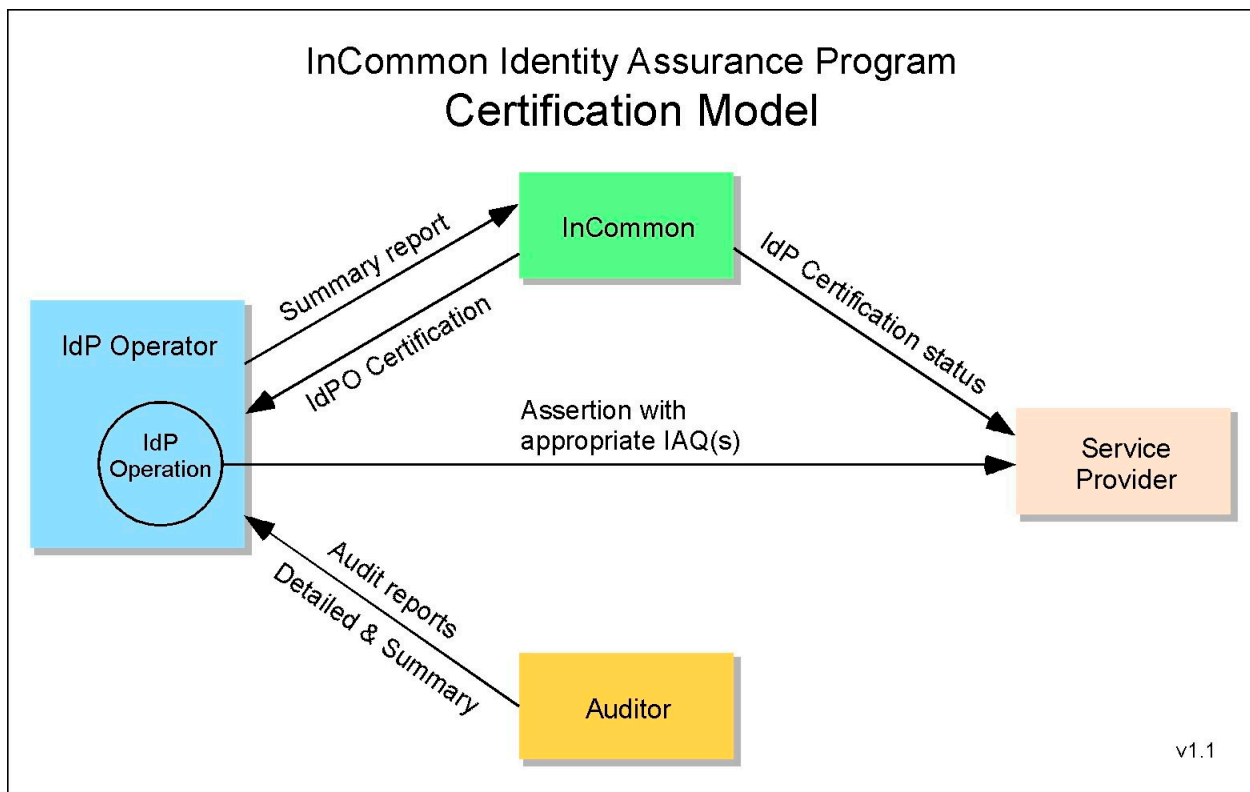 InCommon Identity Assurance Program
Certification Model
InCommon
Summary report
IdPO Certification
IdP Certification status
IdP Operator
IdP
Operation
Assertion with
appropriate IAQ(s)
Service
Provider
Audit reports
Detailed & Summary
Auditor
v1.1